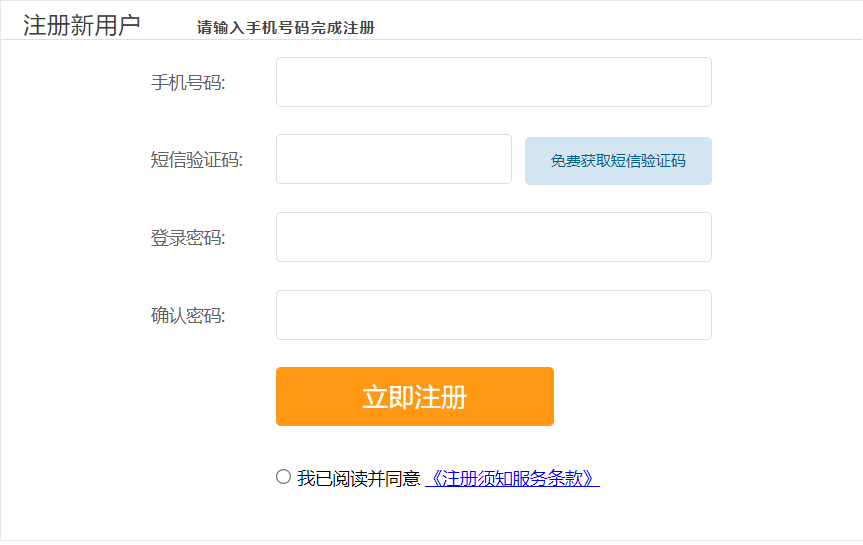 注册新用户 请输入手机号码完成注册
手机号码:
短信验证码: 免费获取短信验证码
登录密码:
确认密码:
立即注册
我已阅读并同意 《注册须知服务条款》